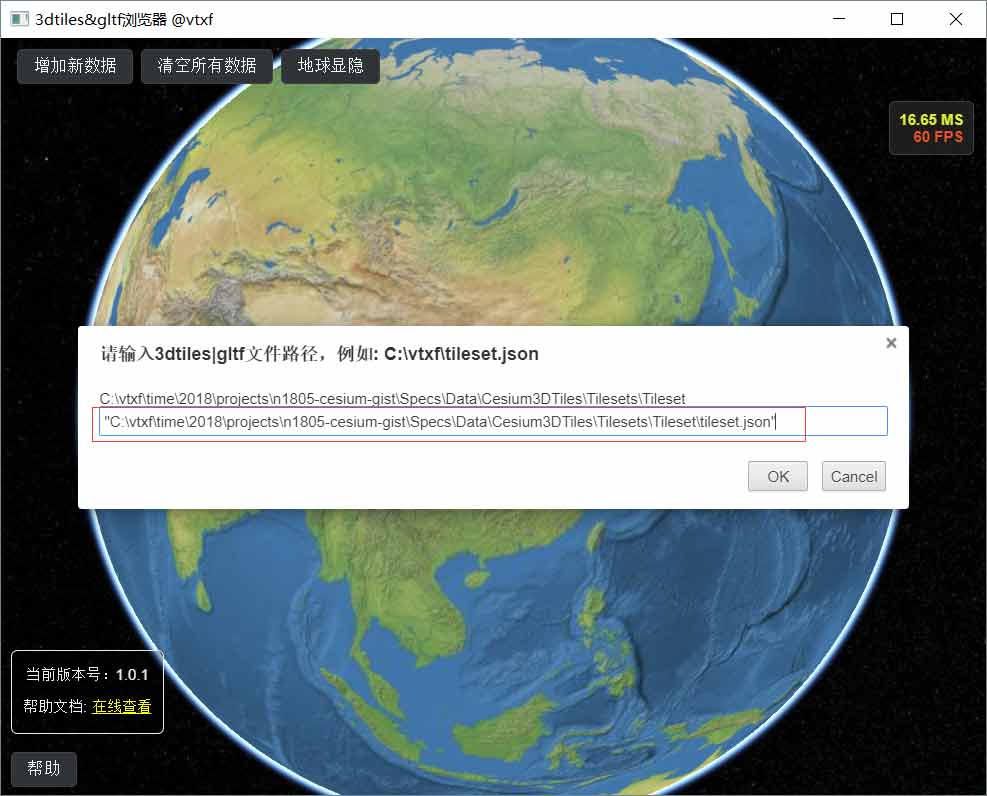 3dtiles&gltf浏览器 @vtxf
增加新数据 清空所有数据 地球显隐
16.65 MS
60 FPS
请输入3dtiles|gltf文件路径，例如: C:\vtxf\tileset.json
C:\vtxf\time\2018\projects\n1805-cesium-gist\Specs\Data\Cesium3DTiles\Tilesets\Tileset
"C:\vtxf\time\2018\projects\n1805-cesium-gist\Specs\Data\Cesium3DTiles\Tilesets\Tileset\tileset.json"
OK Cancel
当前版本号：1.0.1
帮助文档: 在线查看
帮助